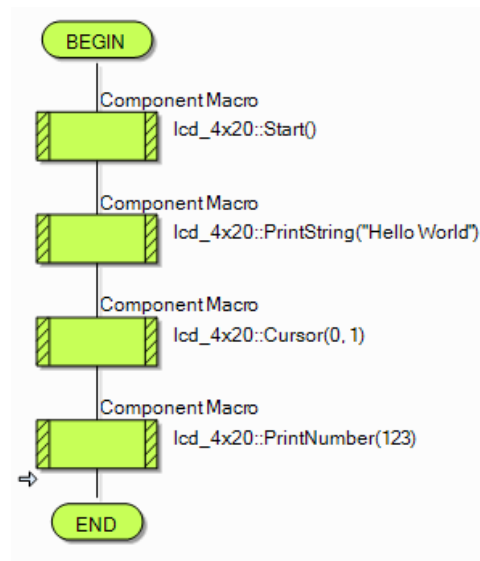 BEGIN
Component Macro
lcd_4x20::Start()
Component Macro
lcd_4x20::PrintString("Hello World")
Component Macro
lcd_4x20::Cursor(0, 1)
Component Macro
lcd_4x20::PrintNumber(123)
END